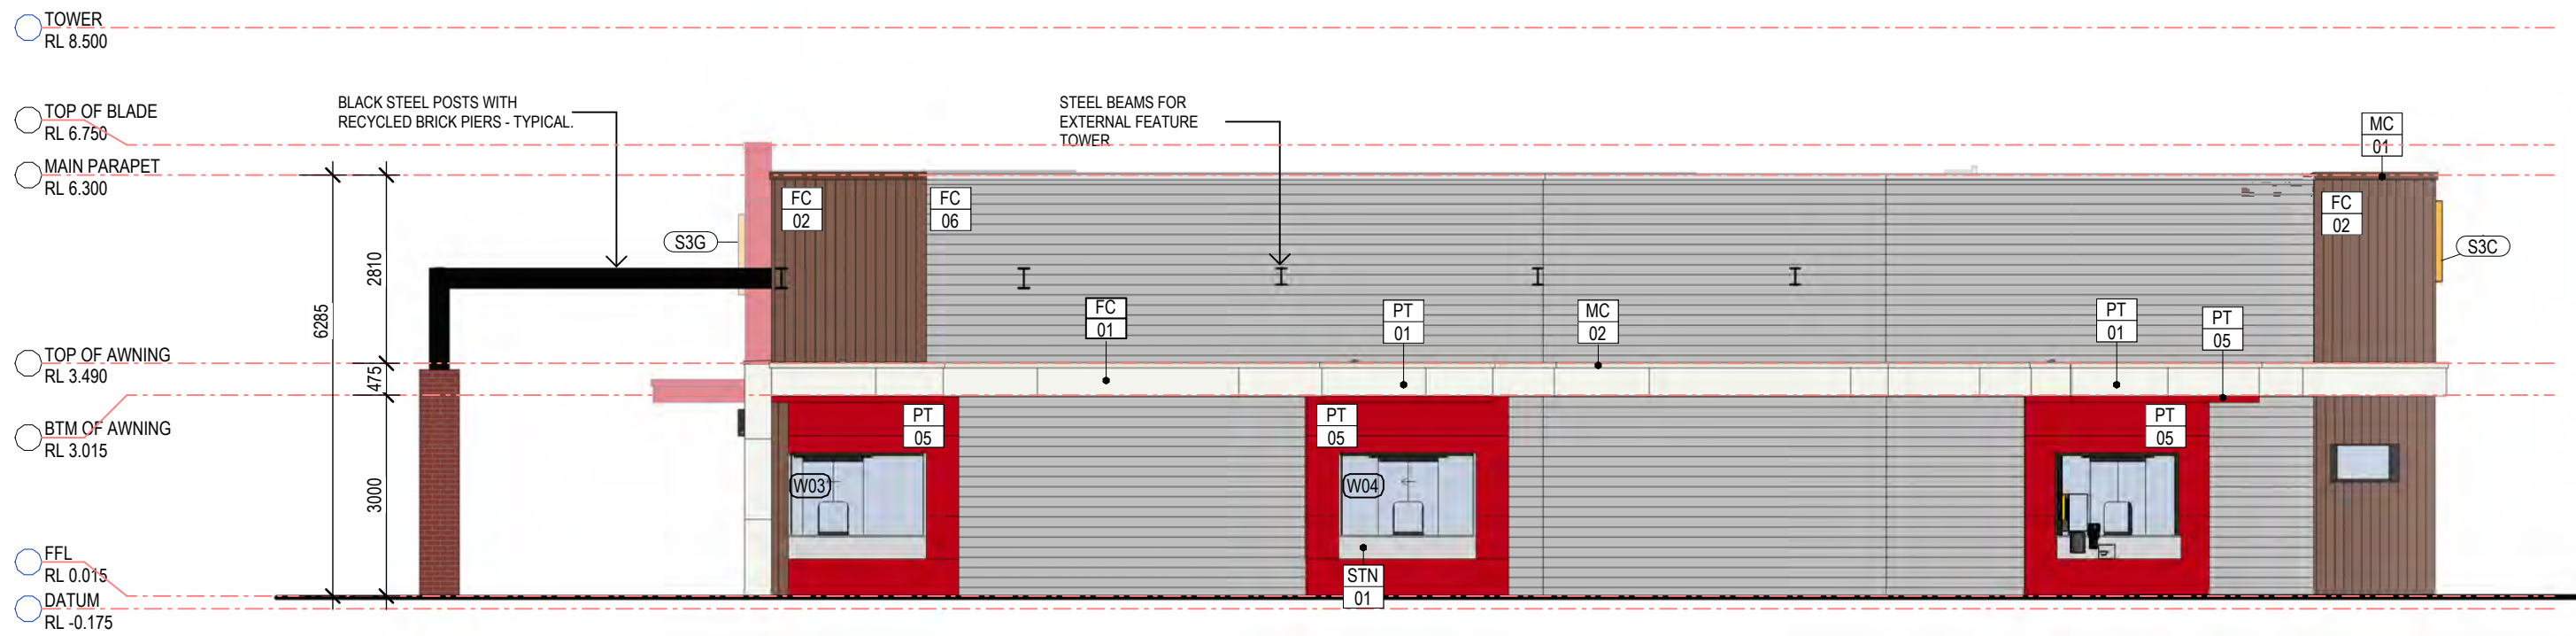 TOWER
RL 8.500
TOP OF BLADE
RL 6.750
MAIN PARAPET
RL 6.300
TOP OF AWNING
RL 3.490
BTM OF AWNING
RL 3.015
FFL
RL 0.015
DATUM
RL -0.175
6285
2810
475
3000
BLACK STEEL POSTS WITH
RECYCLED BRICK PIERS - TYPICAL.
STEEL BEAMS FOR
EXTERNAL FEATURE
TOWER
MC
01
FC
02
FC
06
FC
02
S3G
S3C
FC
01
PT
01
MC
02
PT
01
PT
05
PT
05
PT
05
PT
05
W03
W04
STN
01